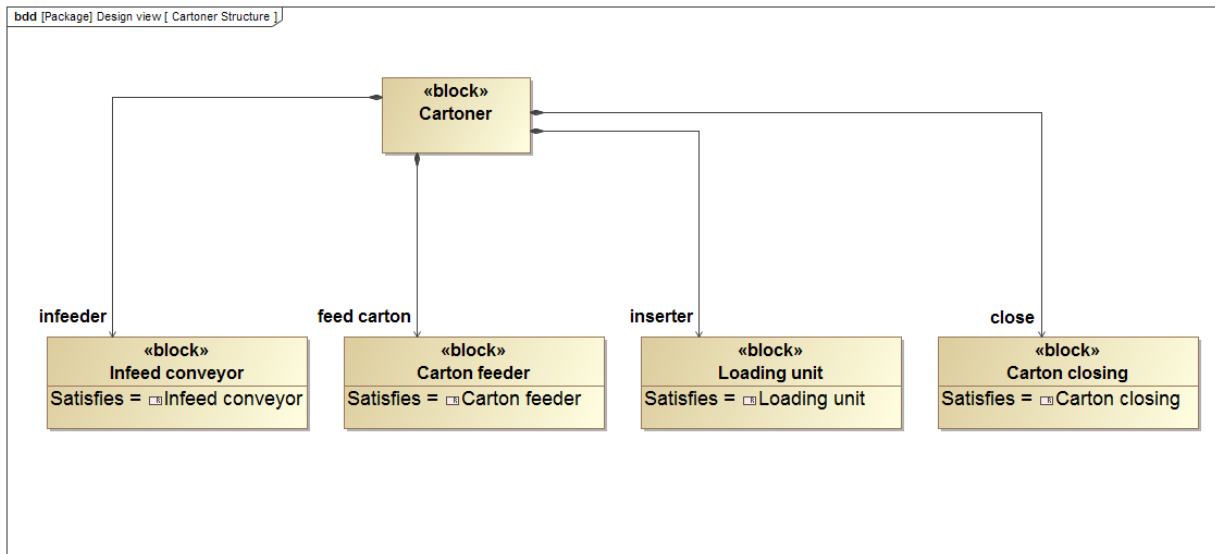 bdd [Package] Design view [ Cartoner Structure ]
«block»
Cartoner
infeeder
feed carton
inserter
close
«block»
Infeed conveyor
Satisfies = Infeed conveyor
«block»
Carton feeder
Satisfies = Carton feeder
«block»
Loading unit
Satisfies = Loading unit
«block»
Carton closing
Satisfies = Carton closing